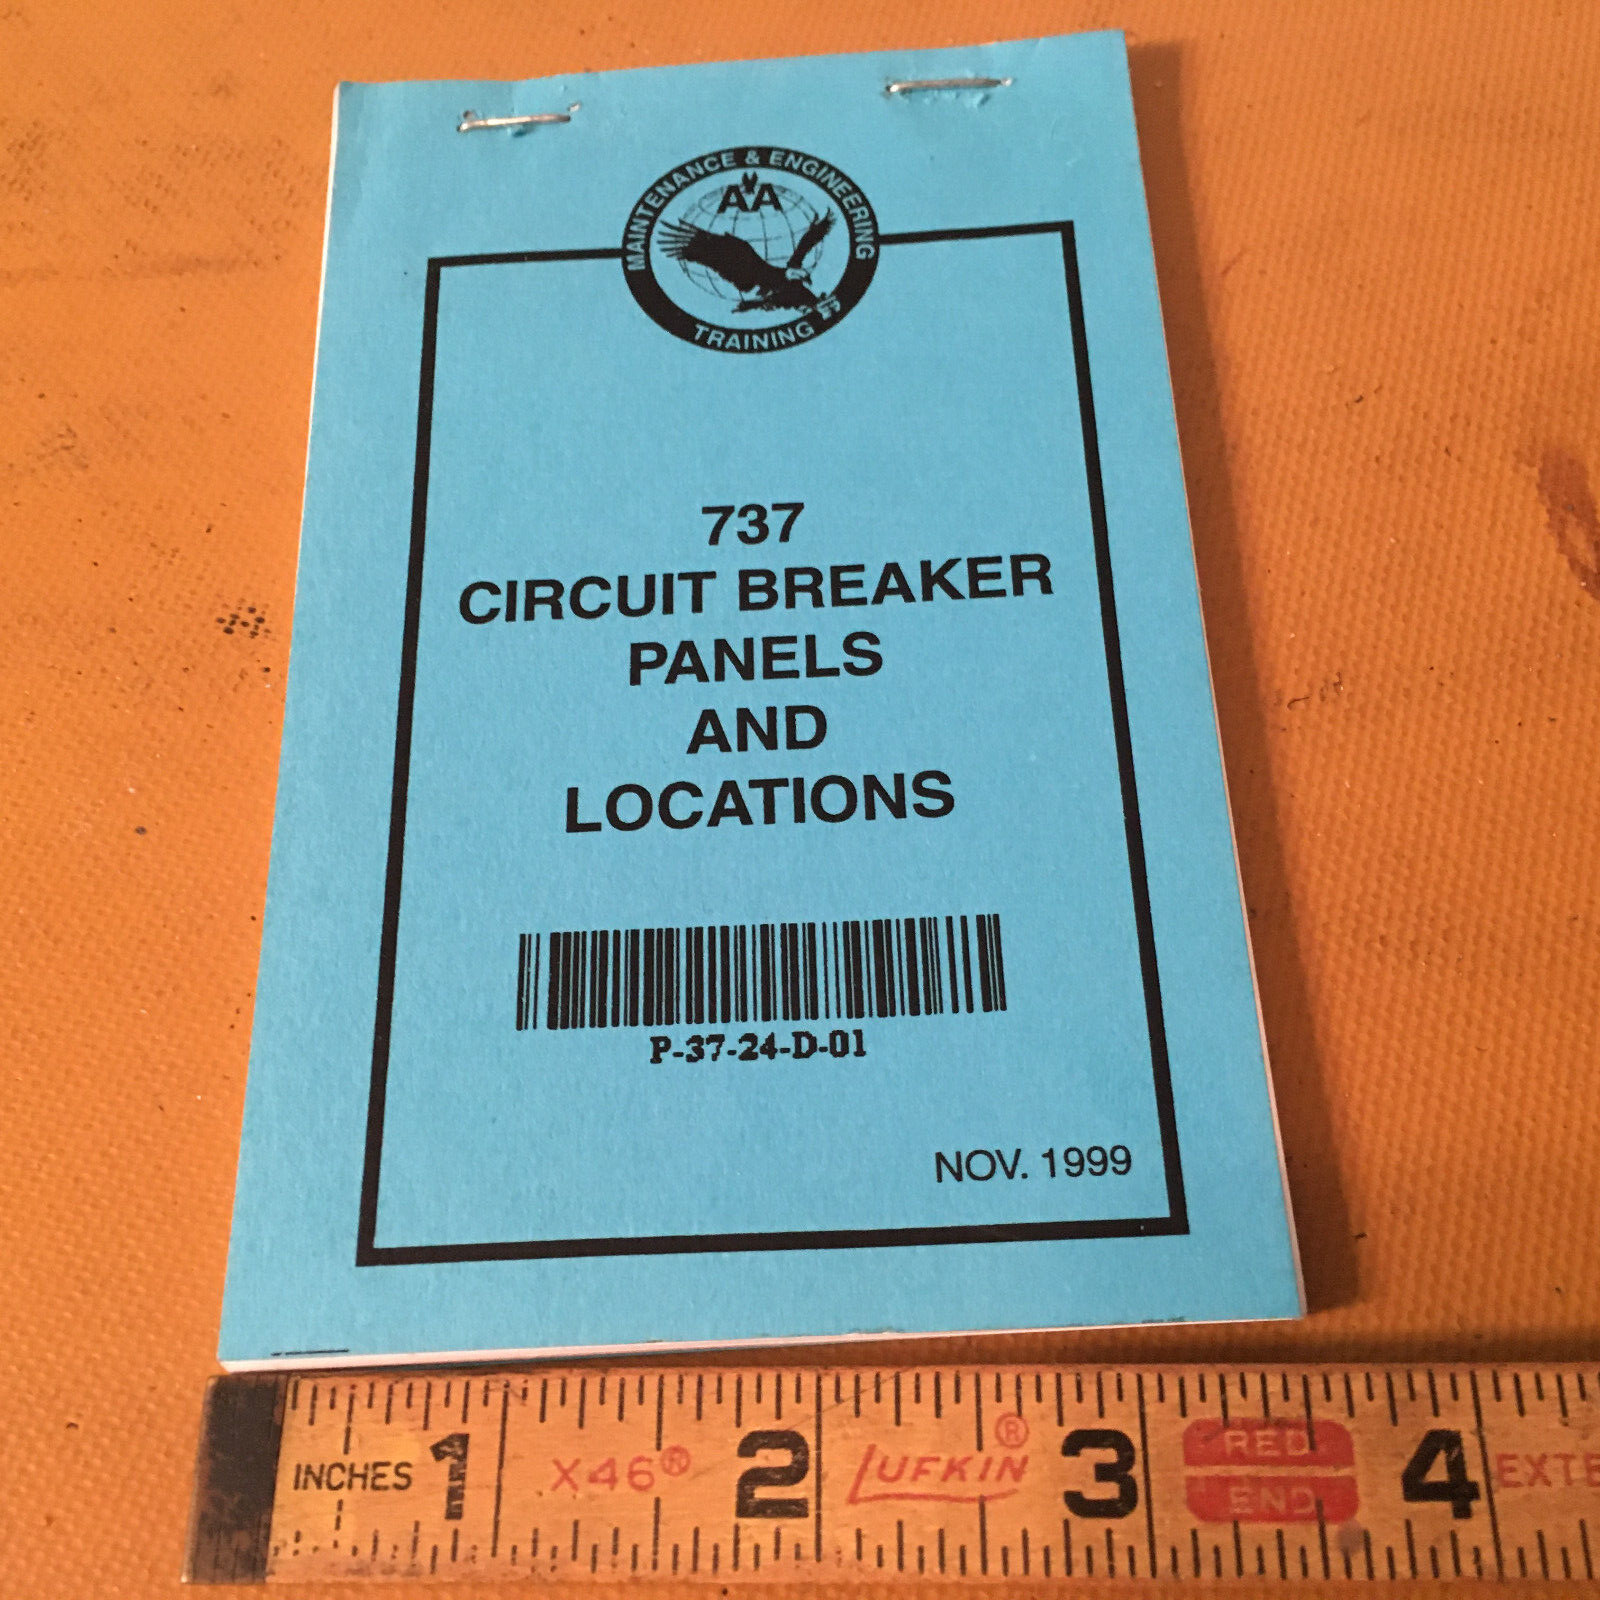 MAINTENANCE & ENGINEERING
AA
TRAINING
737
CIRCUIT BREAKER
PANELS
AND
LOCATIONS
P-37-24-D-01
NOV. 1999
INCHES 1 X46® 2 LUFKIN® 3 RED END 4 EXTE